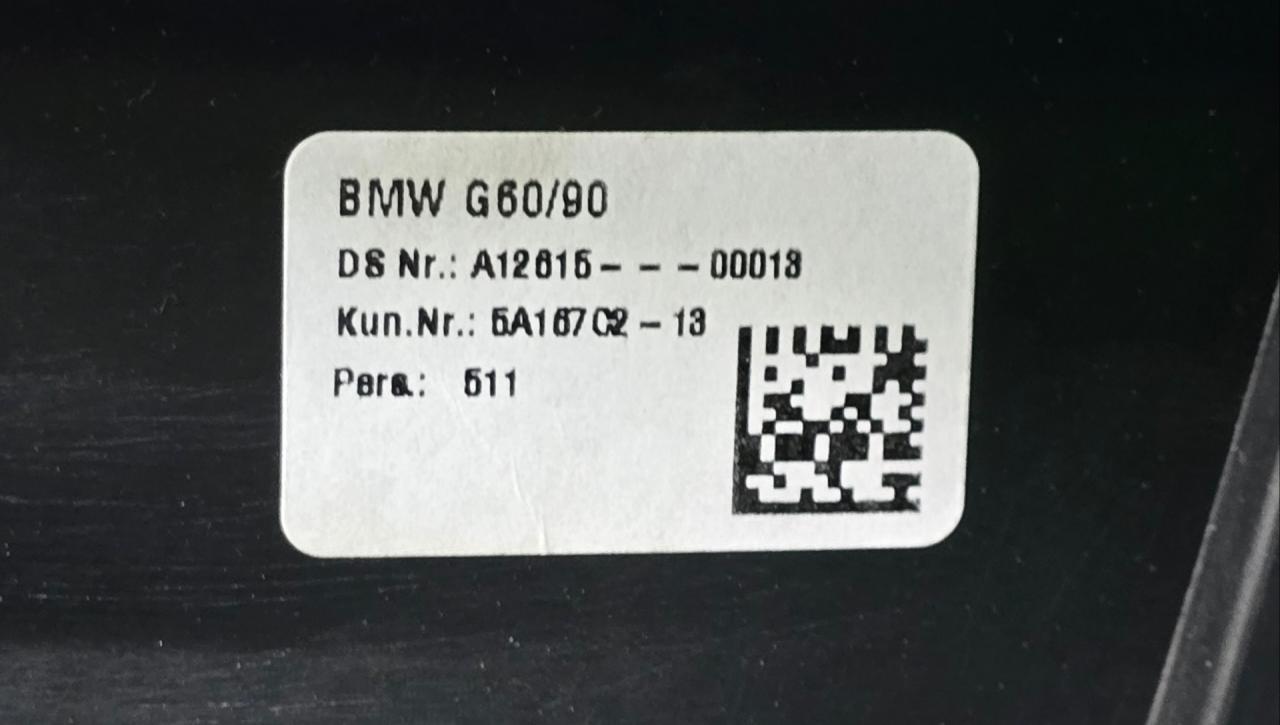 BMW G60/90
DS Nr.: A12615- - - 00013
Kun.Nr.: 5A167C2 - 13
Pers.: 511